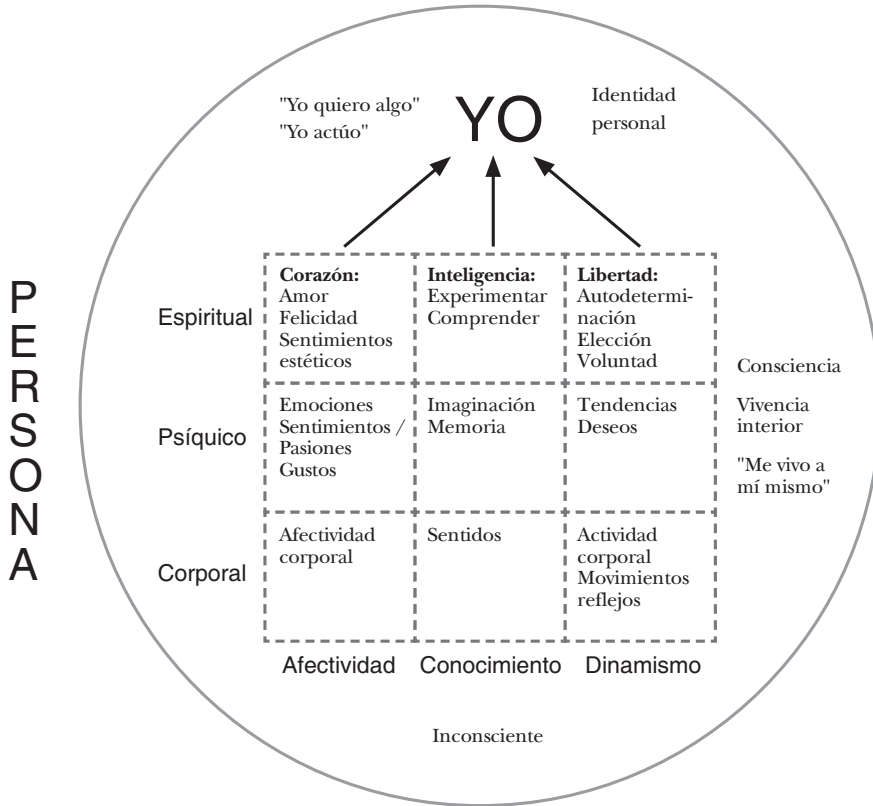 PERSONA
"Yo quiero algo"
"Yo actúo"
YO
Identidad
personal
Espiritual
Corazón:
Amor
Felicidad
Sentimientos
estéticos
Inteligencia:
Experimentar
Comprender
Libertad:
Autodetermi-
nación
Elección
Voluntad
Psíquico
Emociones
Sentimientos /
Pasiones
Gustos
Imaginación
Memoria
Tendencias
Deseos
Corporal
Afectividad
corporal
Sentidos
Actividad
corporal
Movimientos
reflejos
Consciencia
Vivencia
interior
"Me vivo a
mí mismo"
Afectividad
Conocimiento
Dinamismo
Inconsciente